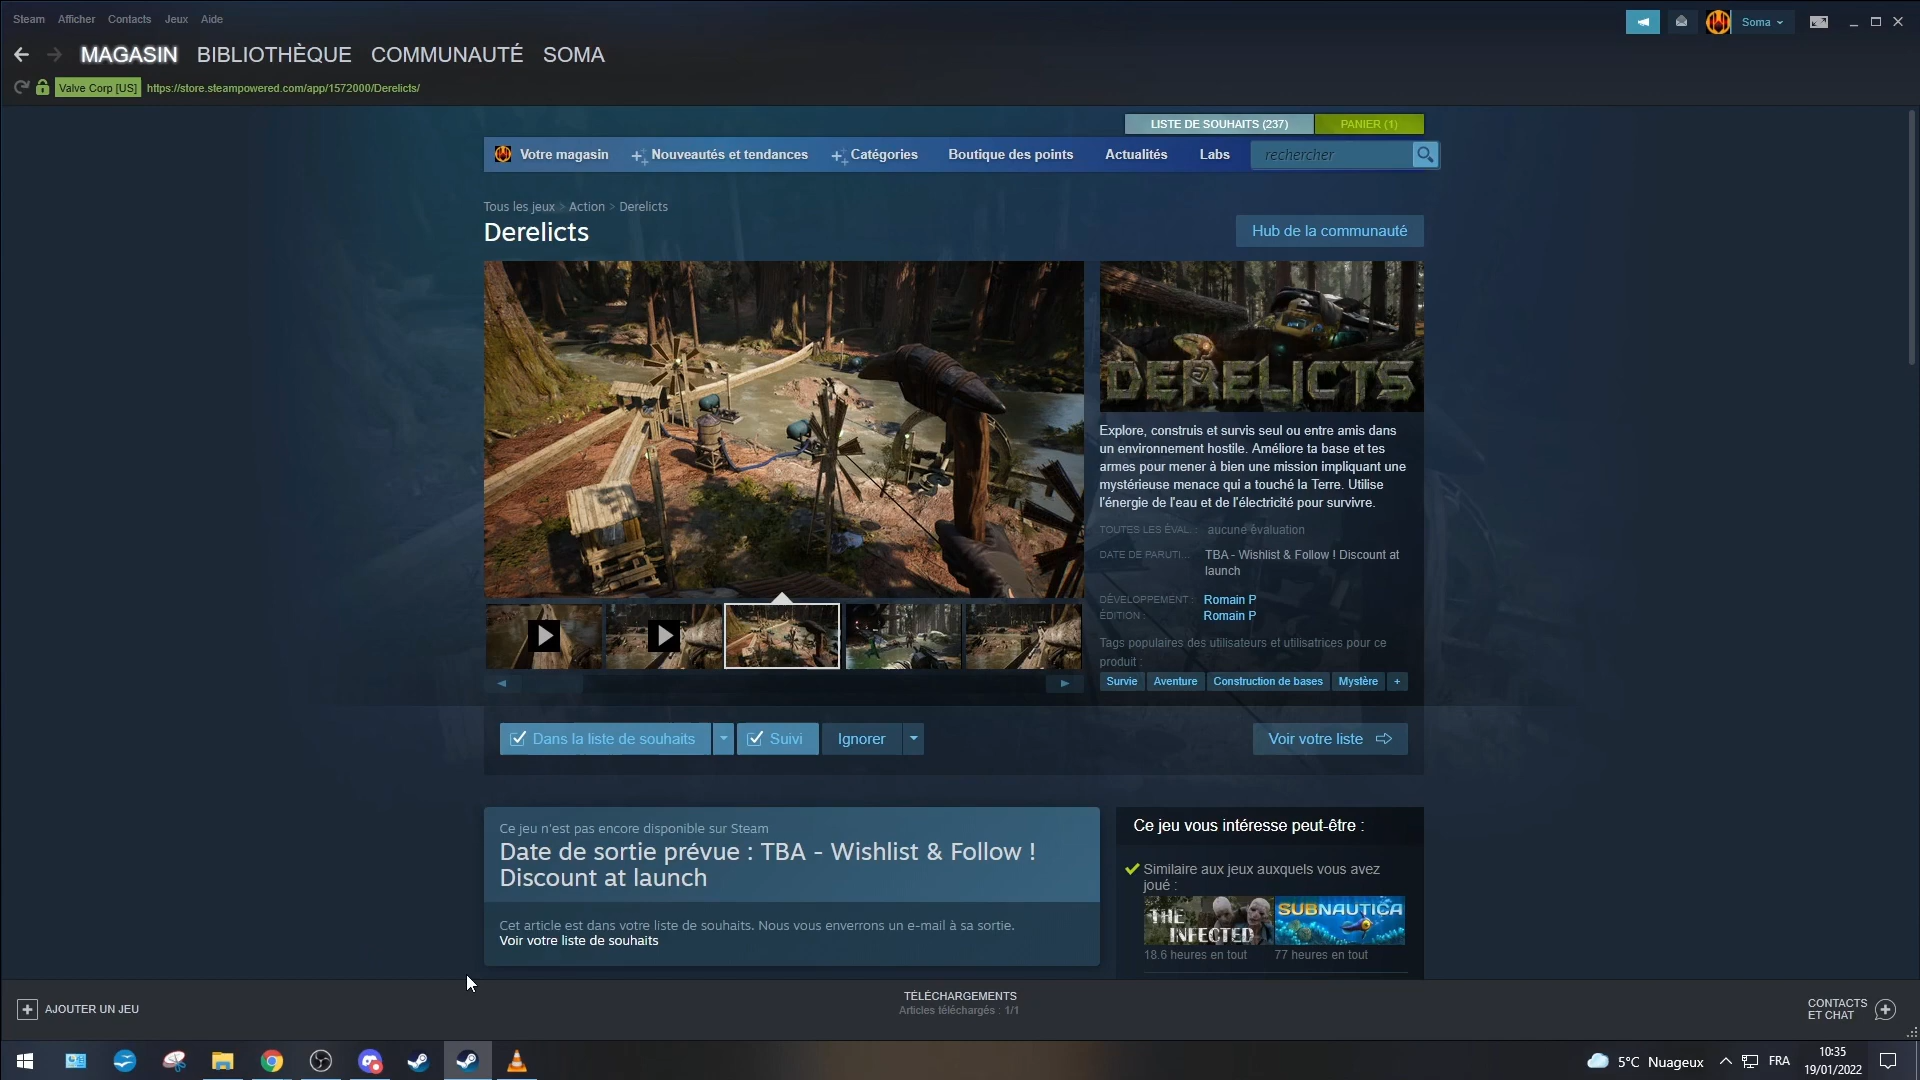 Steam Afficher Contacts Jeux Aide
Soma
MAGASIN BIBLIOTHÈQUE COMMUNAUTÉ SOMA
Valve Corp [US] https://store.steampowered.com/app/1572000/Derelicts/
LISTE DE SOUHAITS (237) PANIER (1)
Votre magasin Nouveautés et tendances Catégories Boutique des points Actualités Labs rechercher
Tous les jeux > Action > Derelicts
Derelicts
Hub de la communauté
DERELICTS
Explore, construis et survis seul ou entre amis dans
un environnement hostile. Améliore ta base et tes
armes pour mener à bien une mission impliquant une
mystérieuse menace qui a touché la Terre. Utilise
l'énergie de l'eau et de l'électricité pour survivre.
TOUTES LES ÉVAL. : aucune évaluation
DATE DE PARUTI... TBA - Wishlist & Follow ! Discount at
launch
DÉVELOPPEMENT : Romain P
ÉDITION : Romain P
Tags populaires des utilisateurs et utilisatrices pour ce
produit :
Survie Aventure Construction de bases Mystère +
Dans la liste de souhaits Suivi Ignorer Voir votre liste
Ce jeu n'est pas encore disponible sur Steam
Date de sortie prévue : TBA - Wishlist & Follow !
Discount at launch
Cet article est dans votre liste de souhaits. Nous vous enverrons un e-mail à sa sortie.
Voir votre liste de souhaits
Ce jeu vous intéresse peut-être :
Similaire aux jeux auxquels vous avez
joué :
THE INFECTED SUBNAUTICA
18.6 heures en tout 77 heures en tout
AJOUTER UN JEU
TÉLÉCHARGEMENTS
Articles téléchargés : 1/1
CONTACTS
ET CHAT
5°C Nuageux FRA 10:35
19/01/2022